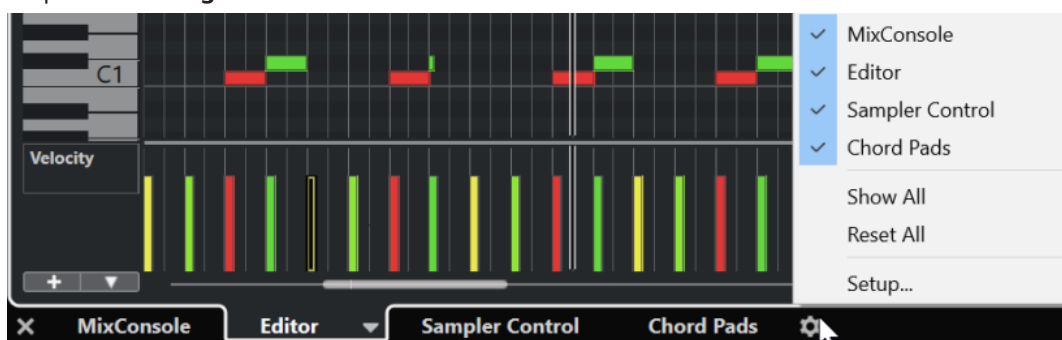 MixConsole
C1
Editor
Sampler Control
Chord Pads
Velocity
Show All
Reset All
Setup...
MixConsole Editor Sampler Control Chord Pads